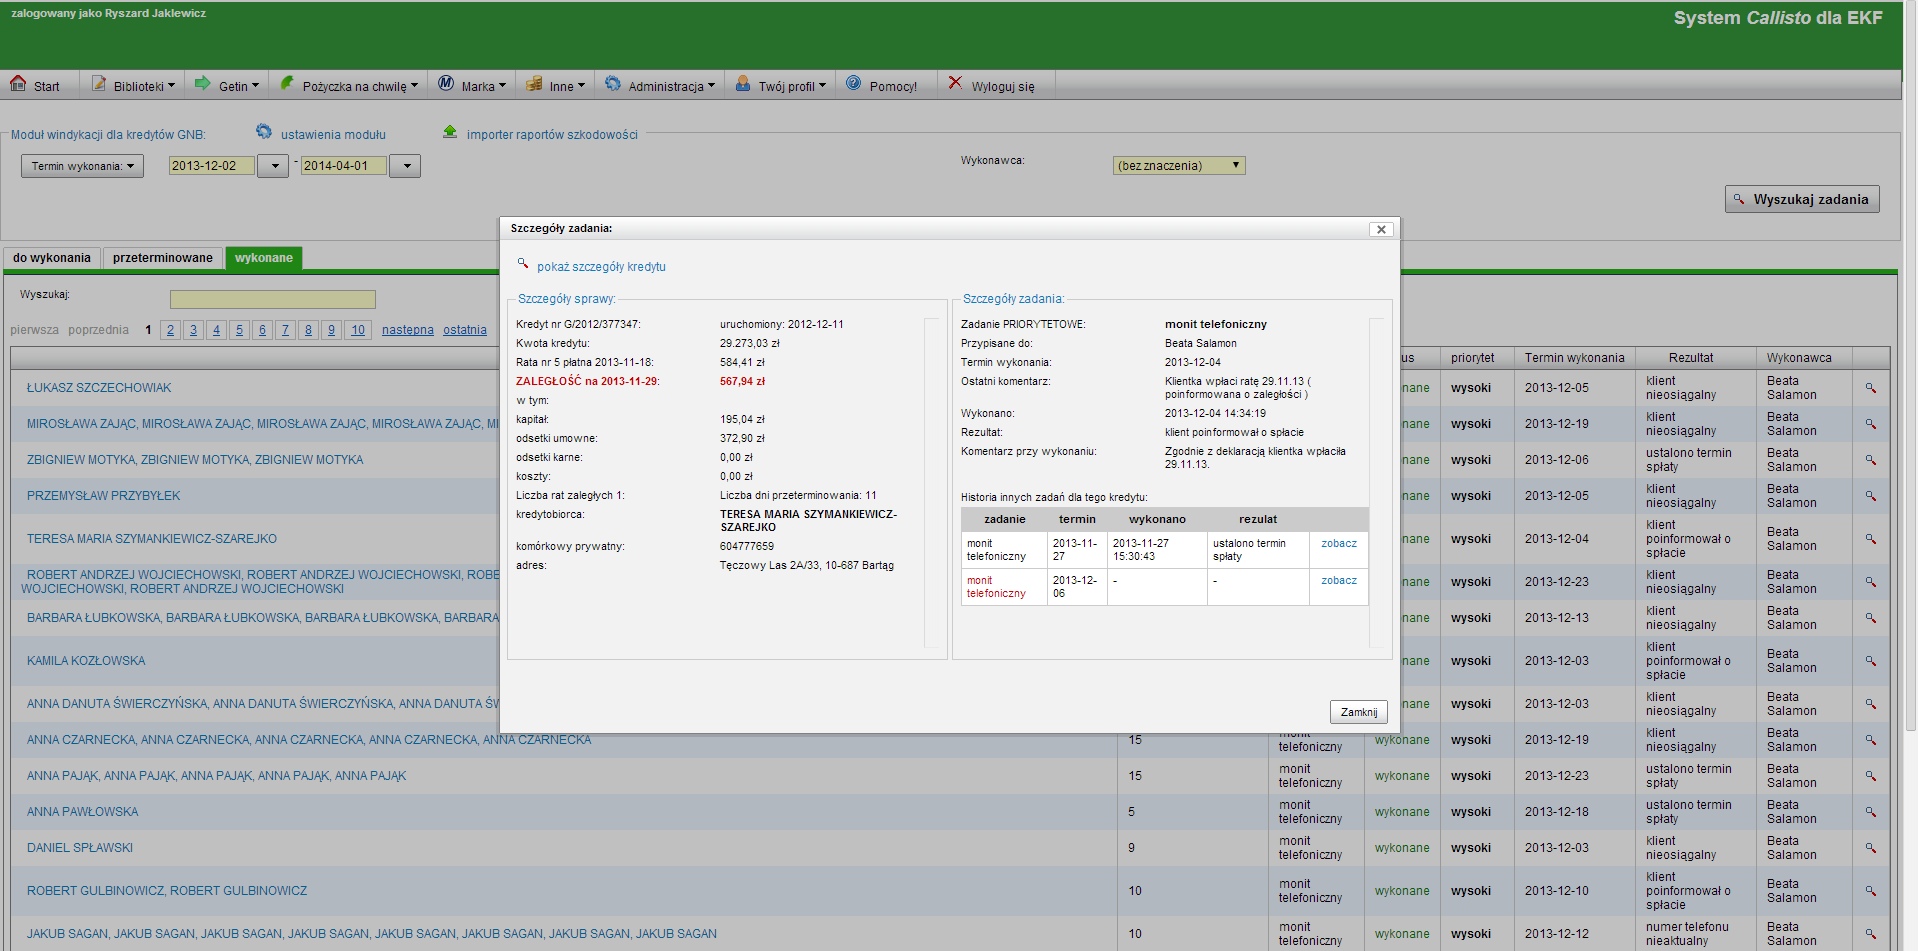 zalogowany jako Ryszard Jaklewicz
System Callisto dla EKF
Start Biblioteki Getin Pożyczka na chwilę Marka Inne Administracja Twój profil Pomocy! Wyloguj się
Moduł windykacji dla kredytów GNB: ustawienia modułu importer raportów szkodowości
Termin wykonania: 2013-12-02 - 2014-04-01 Wykonawca: (bez znaczenia)
Wyszukaj zadania
do wykonania przeterminowane wykonane
Wyszukaj:
pierwsza poprzednia 1 2 3 4 5 6 7 8 9 10 następna ostatnia
Szczegóły zadania:
pokaż szczegóły kredytu
Szczegóły sprawy:
Kredyt nr G/2012/377347: uruchomiony: 2012-12-11
Kwota kredytu: 29.273,03 zł
Rata nr 5 płatna 2013-11-18: 584,41 zł
ZALEGŁOŚĆ na 2013-11-29: 567,94 zł
w tym:
kapitał: 195,04 zł
odsetki umowne: 372,90 zł
odsetki karne: 0,00 zł
koszty: 0,00 zł
Liczba rat zaległych 1: Liczba dni przeterminowania: 11
kredytobiorca: TERESA MARIA SZYMANKIEWICZ-
SZAREJKO
komórkowy prywatny: 604777659
adres: Tęczowy Las 2A/33, 10-687 Bartąg
Szczegóły zadania:
Zadanie PRIORYTETOWE: monit telefoniczny
Przypisane do: Beata Salamon
Termin wykonania: 2013-12-04
Ostatni komentarz: Klientka wpłaci ratę 29.11.13 (
poinformowana o zaległości )
Wykonano: 2013-12-04 14:34:19
Rezultat: klient poinformował o spłacie
Komentarz przy wykonaniu: Zgodnie z deklaracją klientka wpłaciła
29.11.13.
Historia innych zadań dla tego kredytu:
zadanie termin wykonano rezulat
monit 2013-11- 2013-11-27 ustalono termin zobacz
telefoniczny 27 15:30:43 spłaty
monit 2013-12- - - zobacz
telefoniczny 06
Zamknij
us priorytet Termin wykonania Rezultat Wykonawca
ŁUKASZ SZCZECHOWIAK nane wysoki 2013-12-05 klient
nieosiągalny Beata
Salamon
MIROSŁAWA ZAJĄC, MIROSŁAWA ZAJĄC, MIROSŁAWA ZAJĄC, MIROSŁAWA ZAJĄC, MI nane wysoki 2013-12-19 klient
nieosiągalny Beata
Salamon
ZBIGNIEW MOTYKA, ZBIGNIEW MOTYKA, ZBIGNIEW MOTYKA nane wysoki 2013-12-06 ustalono termin
spłaty Beata
Salamon
PRZEMYSŁAW PRZYBYŁEK nane wysoki 2013-12-05 klient
nieosiągalny Beata
Salamon
TERESA MARIA SZYMANKIEWICZ-SZAREJKO nane wysoki 2013-12-04 klient
poinformował o
spłacie Beata
Salamon
ROBERT ANDRZEJ WOJCIECHOWSKI, ROBERT ANDRZEJ WOJCIECHOWSKI, ROBE
WOJCIECHOWSKI, ROBERT ANDRZEJ WOJCIECHOWSKI nane wysoki 2013-12-23 klient
nieosiągalny Beata
Salamon
BARBARA ŁUBKOWSKA, BARBARA ŁUBKOWSKA, BARBARA ŁUBKOWSKA, BARBARA nane wysoki 2013-12-13 klient
nieosiągalny Beata
Salamon
KAMILA KOZŁOWSKA nane wysoki 2013-12-03 klient
poinformował o
spłacie Beata
Salamon
ANNA DANUTA ŚWIERCZYŃSKA, ANNA DANUTA ŚWIERCZYŃSKA, ANNA DANUTA ŚW nane wysoki 2013-12-03 klient
nieosiągalny Beata
Salamon
ANNA CZARNECKA, ANNA CZARNECKA, ANNA CZARNECKA, ANNA CZARNECKA, ANNA CZARNECKA 15 monit
telefoniczny wykonane wysoki 2013-12-19 klient
nieosiągalny Beata
Salamon
ANNA PAJĄK, ANNA PAJĄK, ANNA PAJĄK, ANNA PAJĄK, ANNA PAJĄK 15 monit
telefoniczny wykonane wysoki 2013-12-23 ustalono termin
spłaty Beata
Salamon
ANNA PAWŁOWSKA 5 monit
telefoniczny wykonane wysoki 2013-12-18 ustalono termin
spłaty Beata
Salamon
DANIEL SPŁAWSKI 9 monit
telefoniczny wykonane wysoki 2013-12-03 klient
nieosiągalny Beata
Salamon
ROBERT GULBINOWICZ, ROBERT GULBINOWICZ 10 monit
telefoniczny wykonane wysoki 2013-12-10 klient
poinformował o
spłacie Beata
Salamon
JAKUB SAGAN, JAKUB SAGAN, JAKUB SAGAN, JAKUB SAGAN, JAKUB SAGAN, JAKUB SAGAN, JAKUB SAGAN, JAKUB SAGAN 10 monit
telefoniczny wykonane wysoki 2013-12-12 numer telefonu
nieaktualny Beata
Salamon